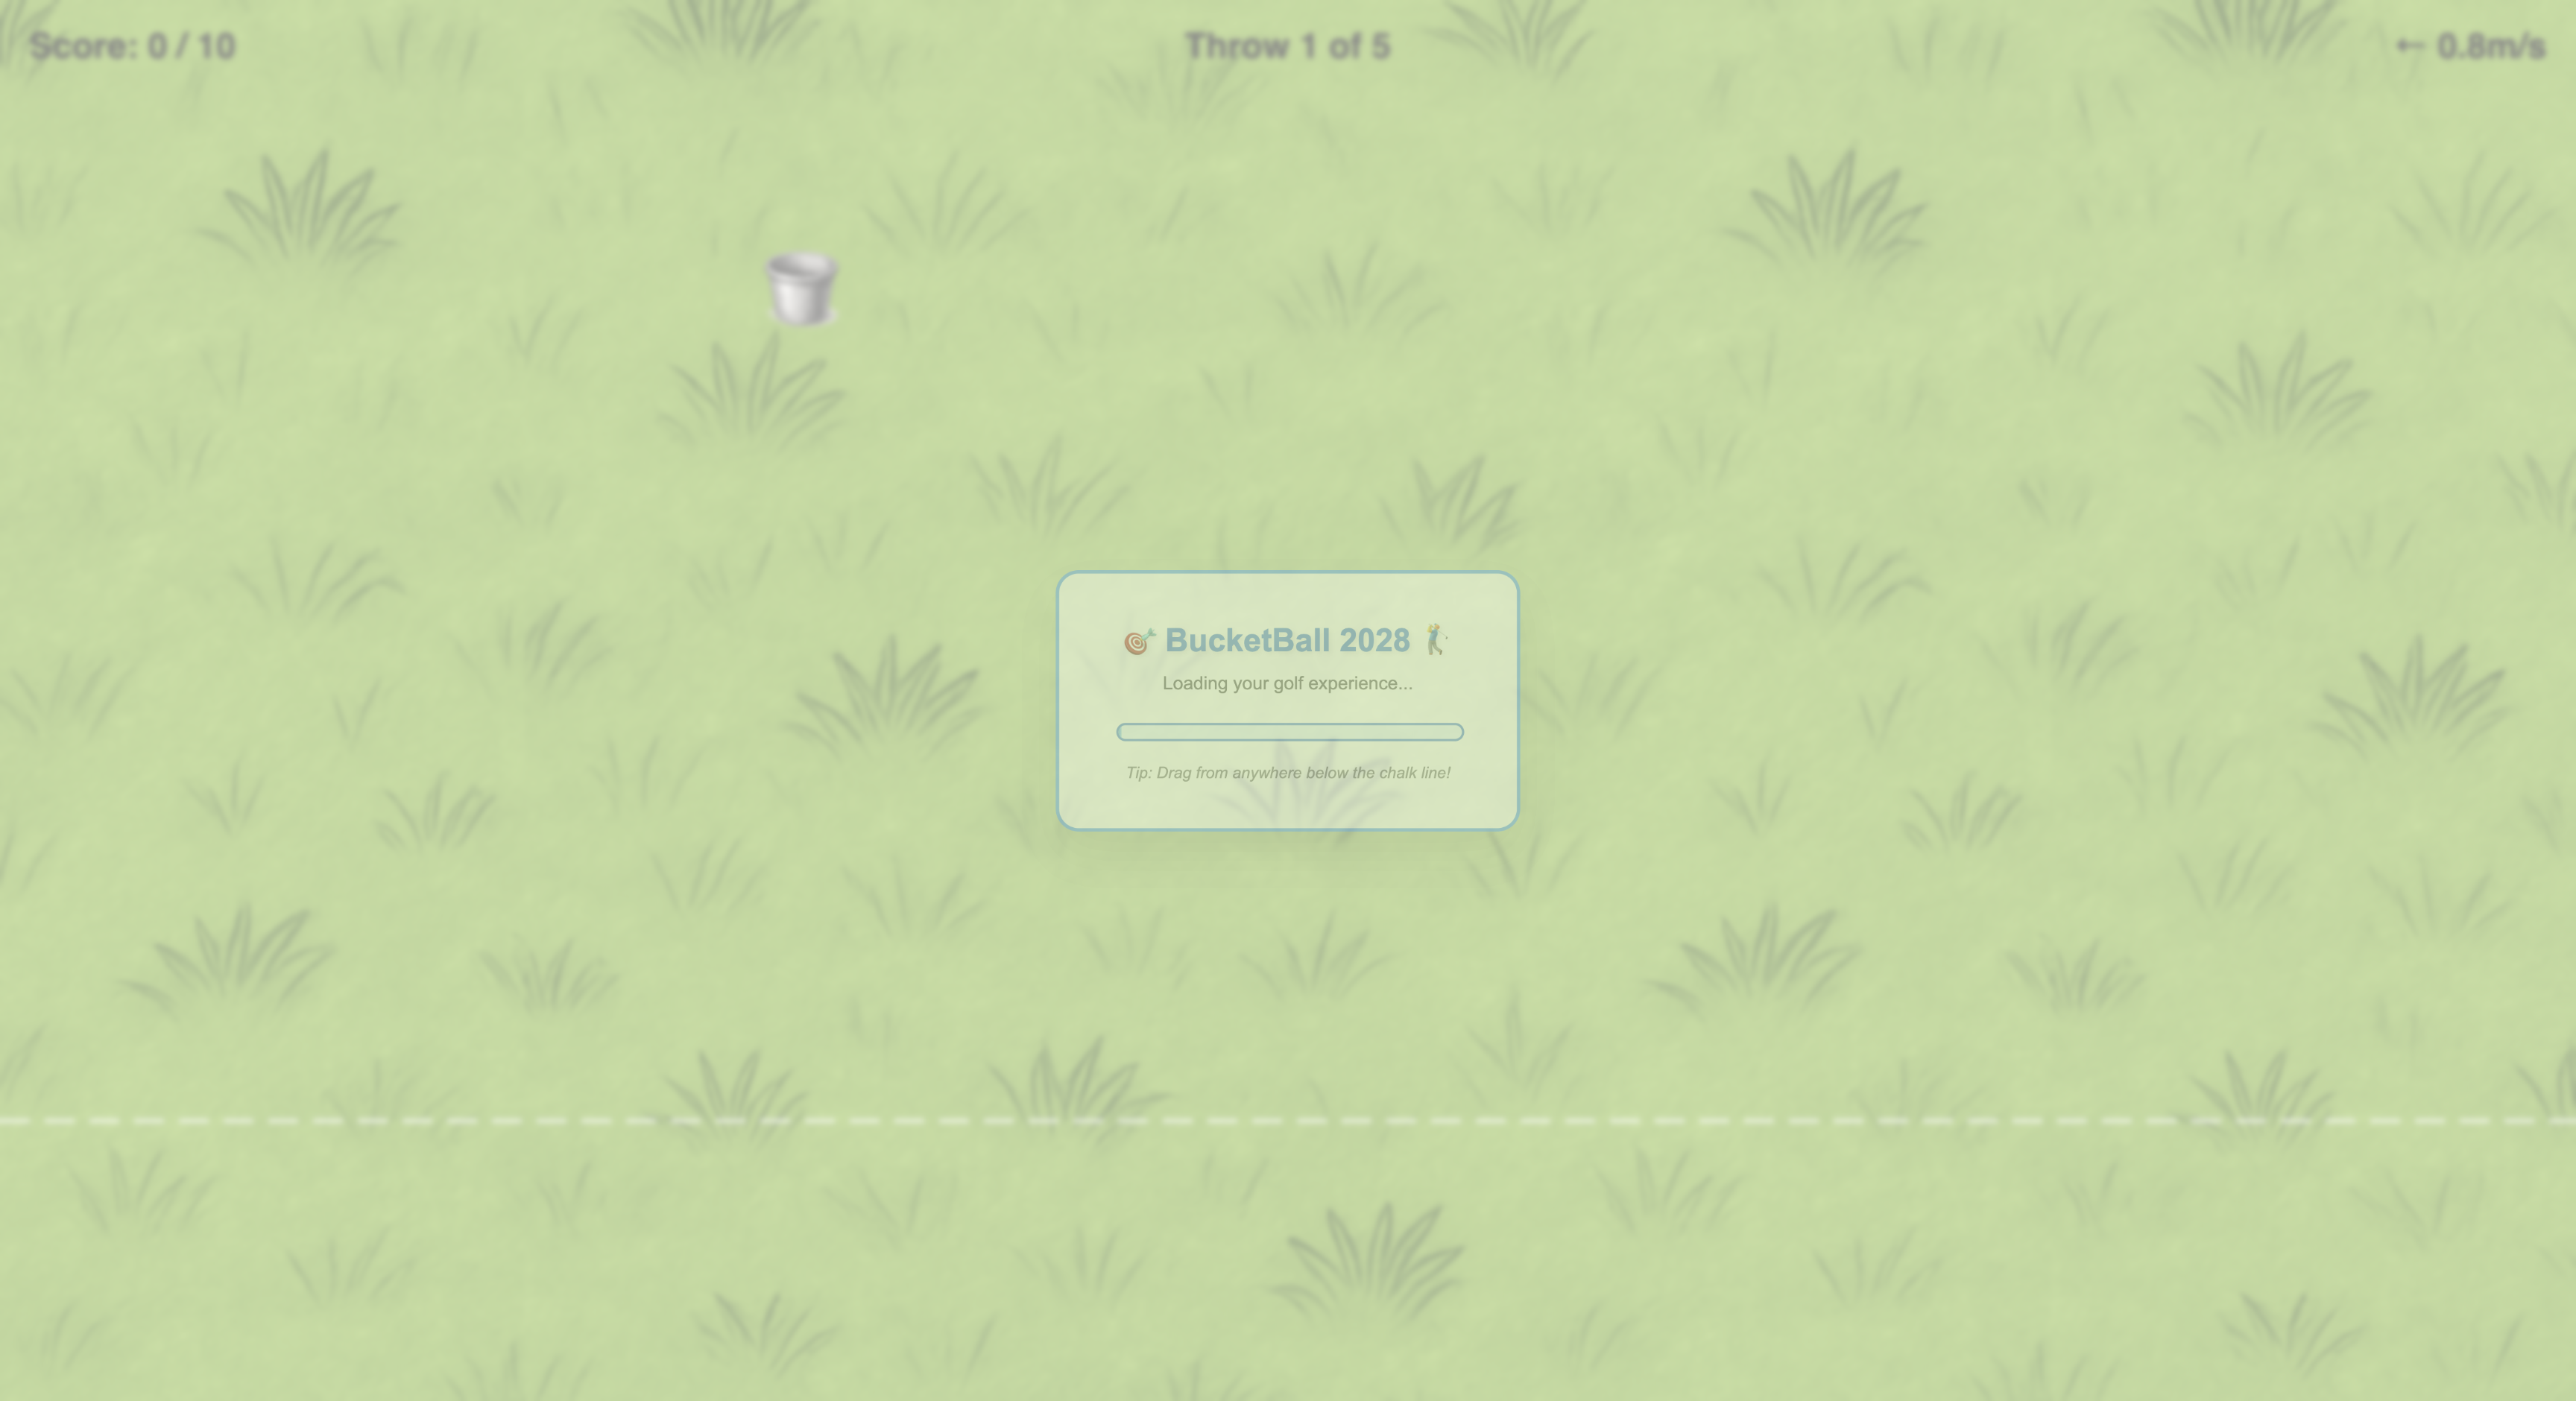 Score: 0 / 10
Throw 1 of 5
← 0.8m/s
🎯 BucketBall 2028 🏌️
Loading your golf experience...
Tip: Drag from anywhere below the chalk line!